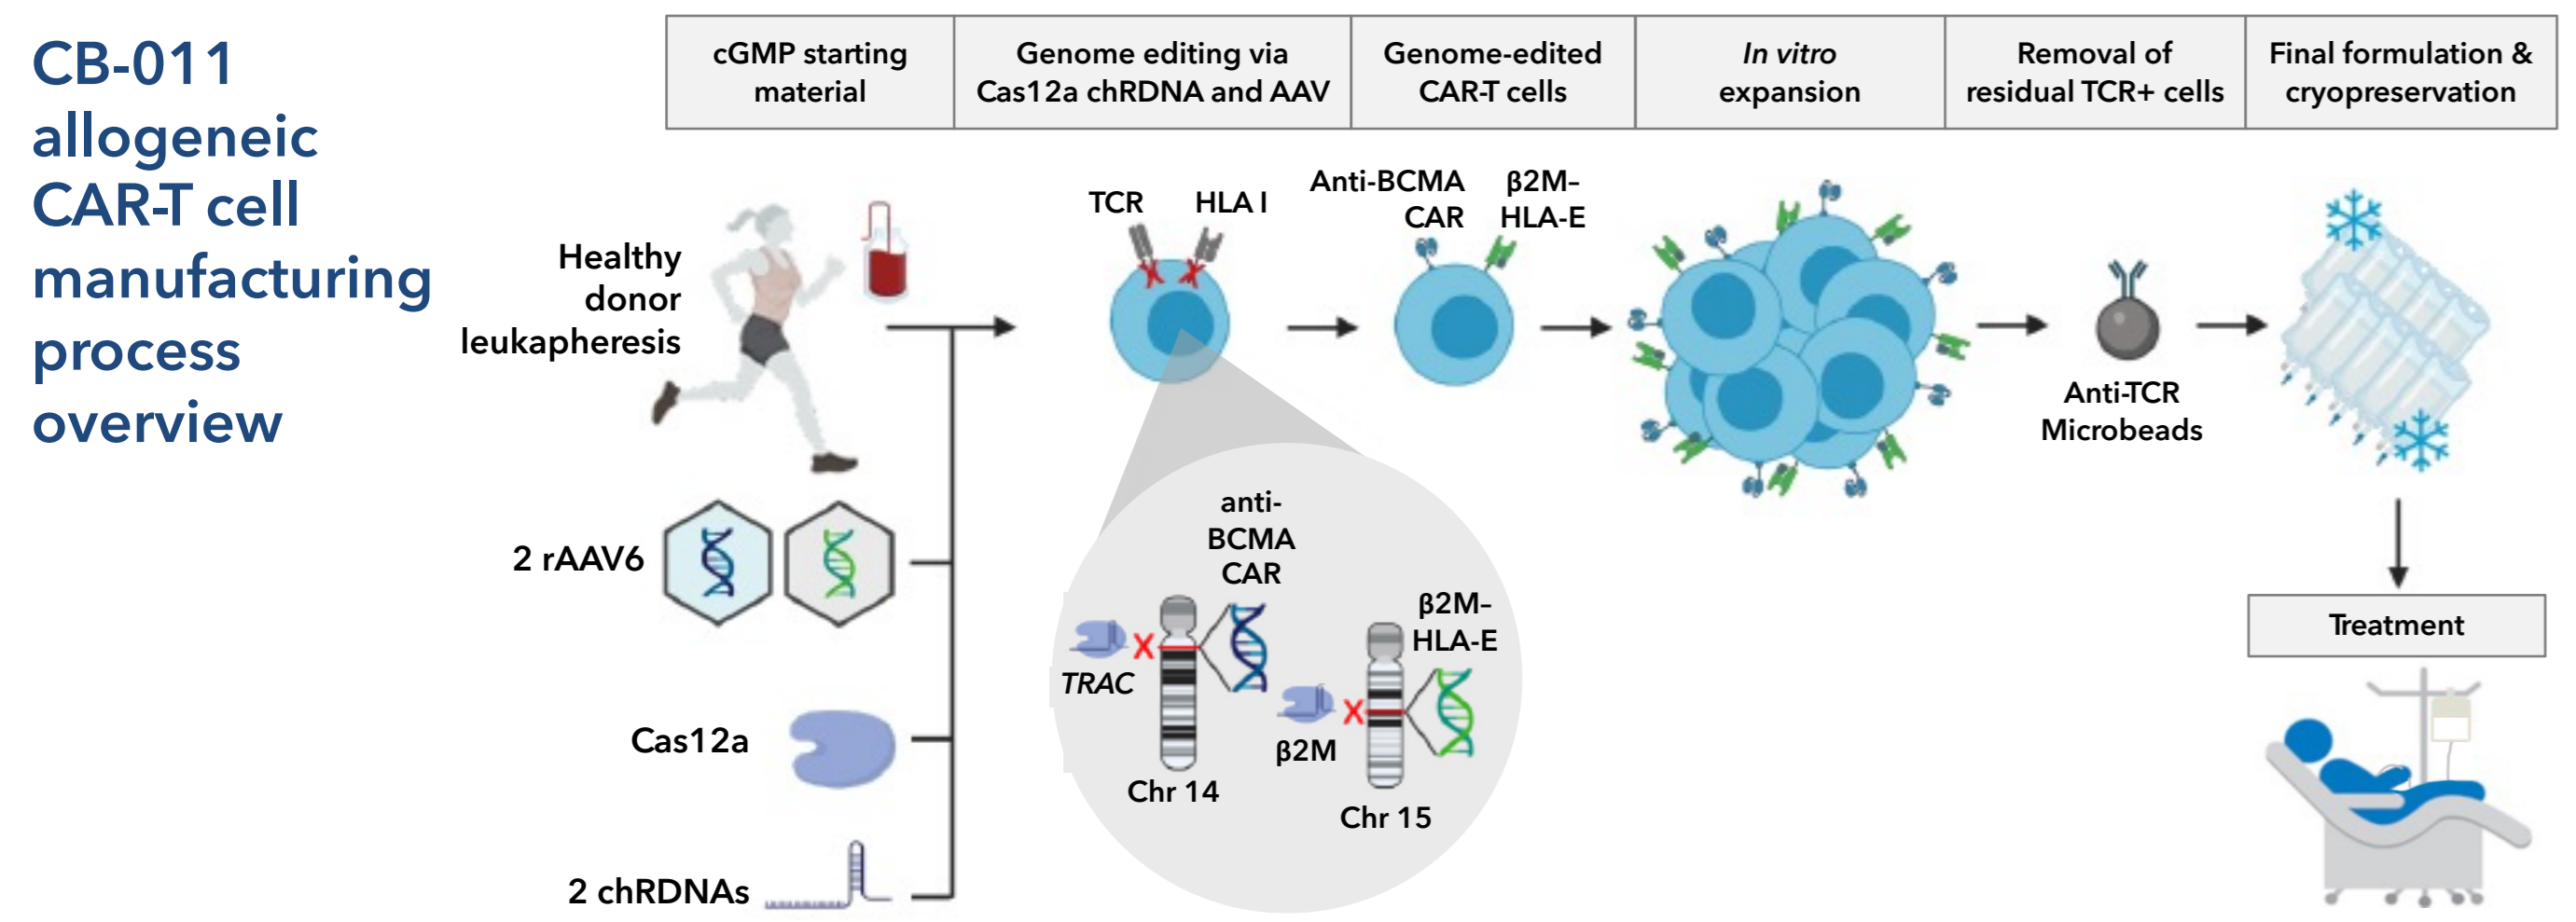 CB-011
allogeneic
CAR-T cell
manufacturing
process
overview
cGMP starting
material
Genome editing via
Cas12a chRDNA and AAV
Genome-edited
CAR-T cells
In vitro
expansion
Removal of
residual TCR+ cells
Final formulation &
cryopreservation
Healthy
donor
leukapheresis
2 rAAV6
Cas12a
2 chRDNAs
TCR
HLA I
Anti-BCMA
CAR
β2M–
HLA-E
anti-
BCMA
CAR
TRAC
Chr 14
β2M–
HLA-E
β2M
Chr 15
Anti-TCR
Microbeads
Treatment